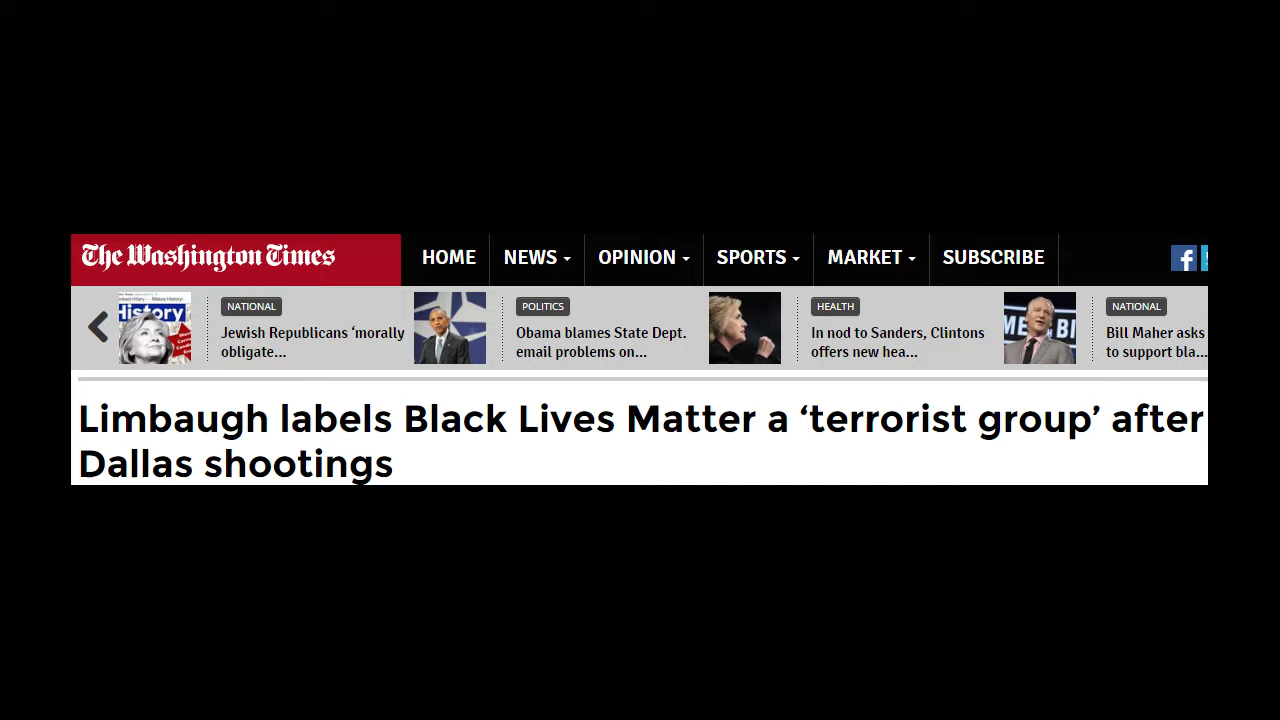 The Washington Times
HOME NEWS OPINION SPORTS MARKET SUBSCRIBE
NATIONAL
Jewish Republicans ‘morally
obligate...
POLITICS
Obama blames State Dept.
email problems on...
HEALTH
In nod to Sanders, Clintons
offers new hea...
NATIONAL
Bill Maher asks
to support bla...
History
Limbaugh labels Black Lives Matter a ‘terrorist group’ after
Dallas shootings